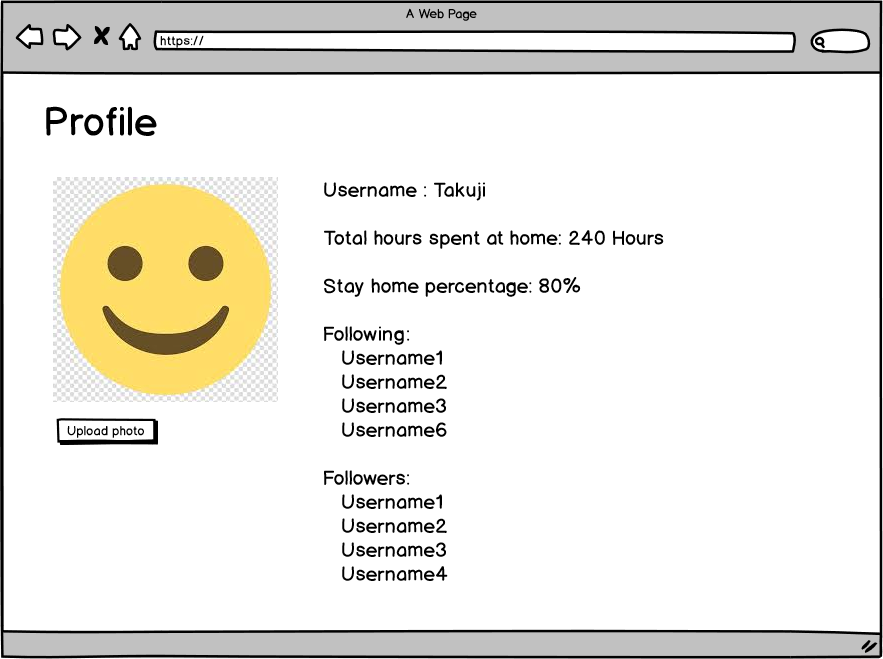 A Web Page
https://
Profile
Username : Takuji
Total hours spent at home: 240 Hours
Stay home percentage: 80%
Following:
Username1
Username2
Username3
Username6
Upload photo
Followers:
Username1
Username2
Username3
Username4